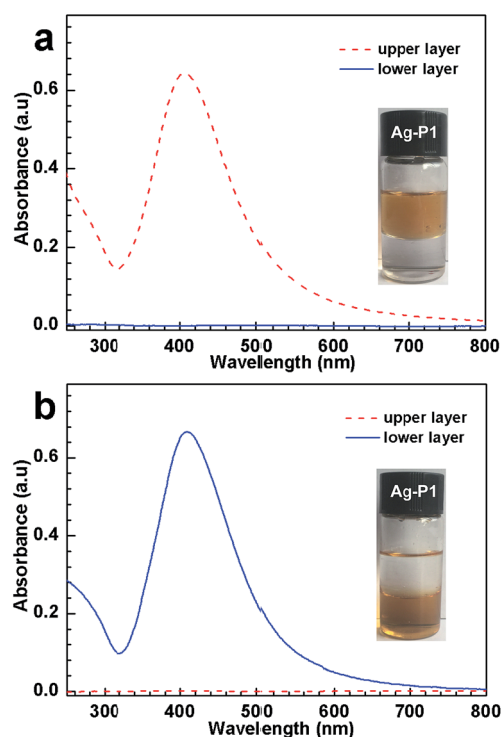 a
upper layer
lower layer
Ag-P1
Absorbance (a.u)
0.6
0.4
0.2
0.0
300 400 500 600 700 800
Wavelength (nm)
b
upper layer
lower layer
Ag-P1
Absorbance (a.u)
0.6
0.4
0.2
0.0
300 400 500 600 700 800
Wavelength (nm)